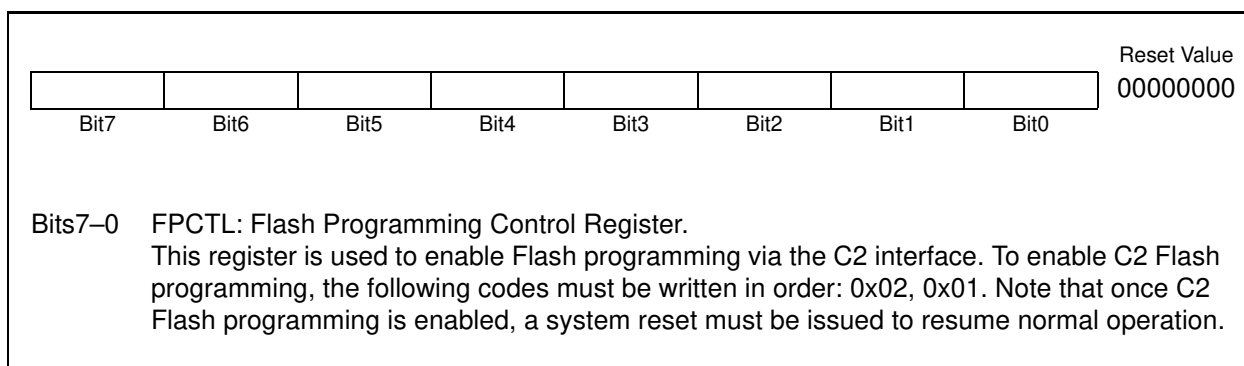 Reset Value
00000000
Bit7 Bit6 Bit5 Bit4 Bit3 Bit2 Bit1 Bit0
Bits7–0 FPCTL: Flash Programming Control Register.
This register is used to enable Flash programming via the C2 interface. To enable C2 Flash
programming, the following codes must be written in order: 0x02, 0x01. Note that once C2
Flash programming is enabled, a system reset must be issued to resume normal operation.